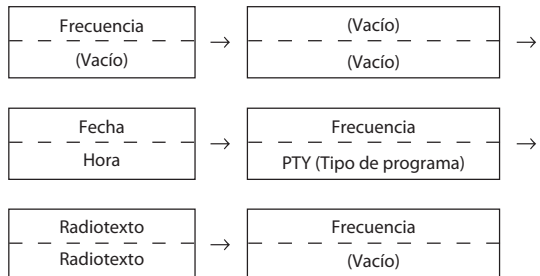 Frecuencia
(Vacío)
→
(Vacío)
(Vacío)
→
Fecha
Hora
→
Frecuencia
PTY (Tipo de programa)
→
Radiotexto
Radiotexto
→
Frecuencia
(Vacío)